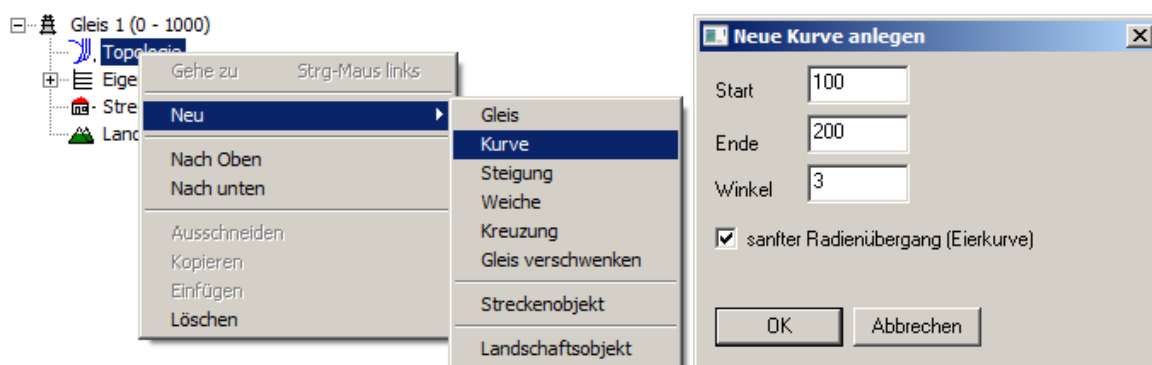 Gleis 1 (0 - 1000)
Topologie
Eige
Stre
Land
Gehe zu Strg-Maus links
Neu
Nach Oben
Nach unten
Ausschneiden
Kopieren
Einfügen
Löschen
Gleis
Kurve
Steigung
Weiche
Kreuzung
Gleis verschwenken
Streckenobjekt
Landschaftsobjekt
Neue Kurve anlegen
Start 100
Ende 200
Winkel 3
sanfter Radienübergang (Eierkurve)
OK Abbrechen